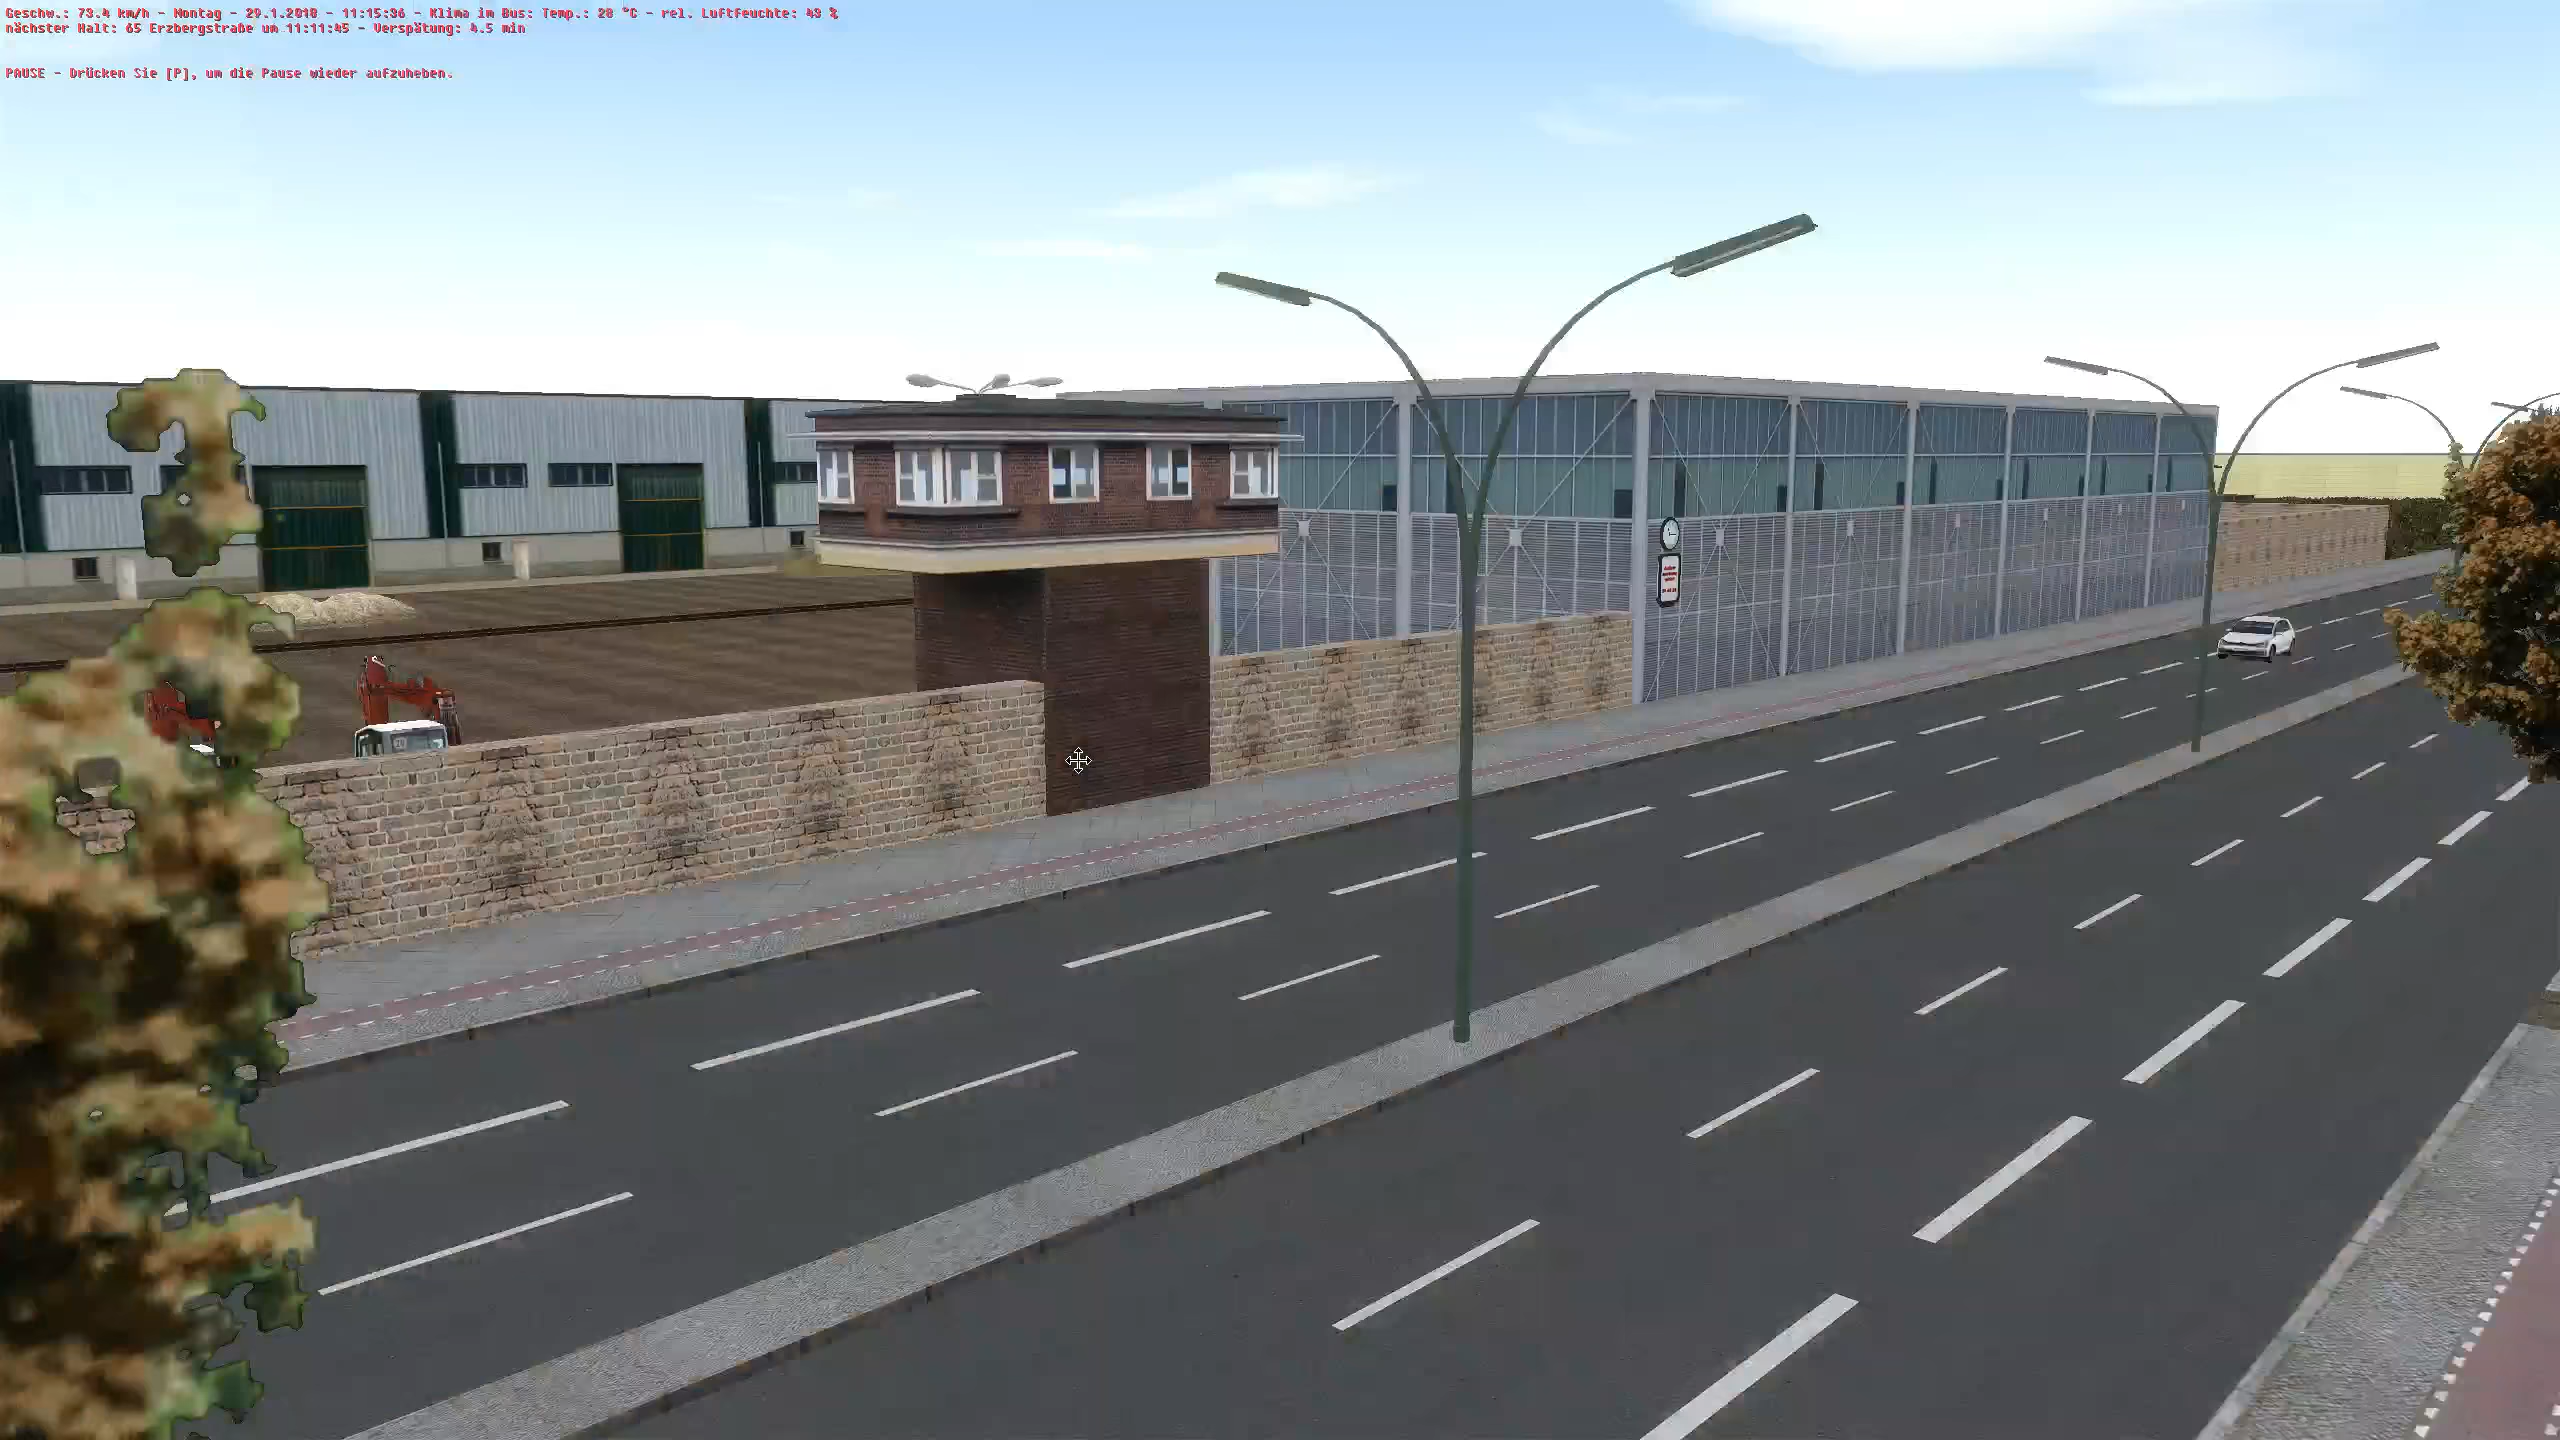 Geschw.: 73.4 km/h - Montag - 29.1.2018 - 11:15:36 - Klima im Bus: Temp.: 20 °C - rel. Luftfeuchte: 49 %
nächster Halt: 65 Erzbergstraße um 11:11:45 - Verspätung: 4.5 min
PAUSE - Drücken Sie [P], um die Pause wieder aufzuheben.